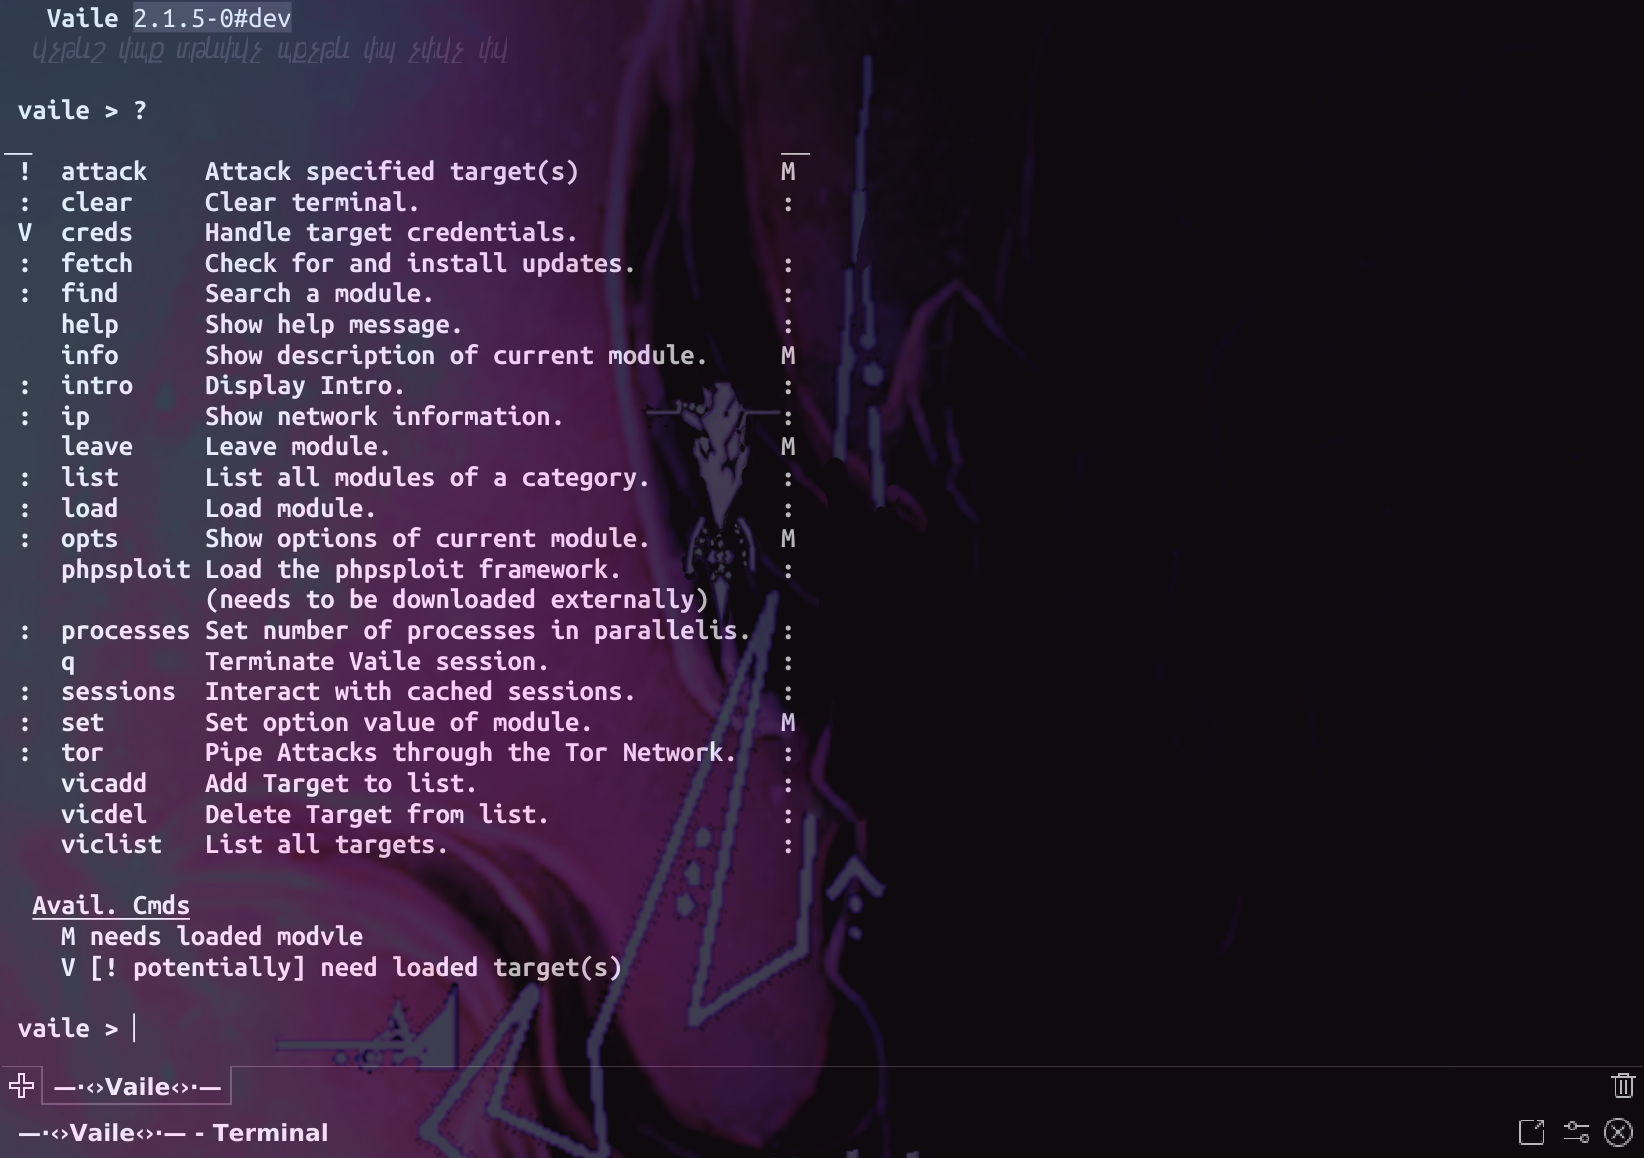 Vaile 2.1.5-0#dev
vaile > ?
! attack Attack specified target(s) M
: clear Clear terminal. :
V creds Handle target credentials.
: fetch Check for and install updates. :
: find Search a module. :
help Show help message. :
info Show description of current module. M
: intro Display Intro. :
: ip Show network information. :
leave Leave module. M
: list List all modules of a category. :
: load Load module. :
: opts Show options of current module. M
phpsploit Load the phpsploit framework. :
(needs to be downloaded externally)
: processes Set number of processes in parallelis. :
q Terminate Vaile session. :
: sessions Interact with cached sessions. :
: set Set option value of module. M
: tor Pipe Attacks through the Tor Network. :
vicadd Add Target to list. :
vicdel Delete Target from list. :
viclist List all targets. :
Avail. Cmds
M needs loaded modvle
V [! potentially] need loaded target(s)
vaile >
—·‹›Vaile‹›·—
—·‹›Vaile‹›·— - Terminal